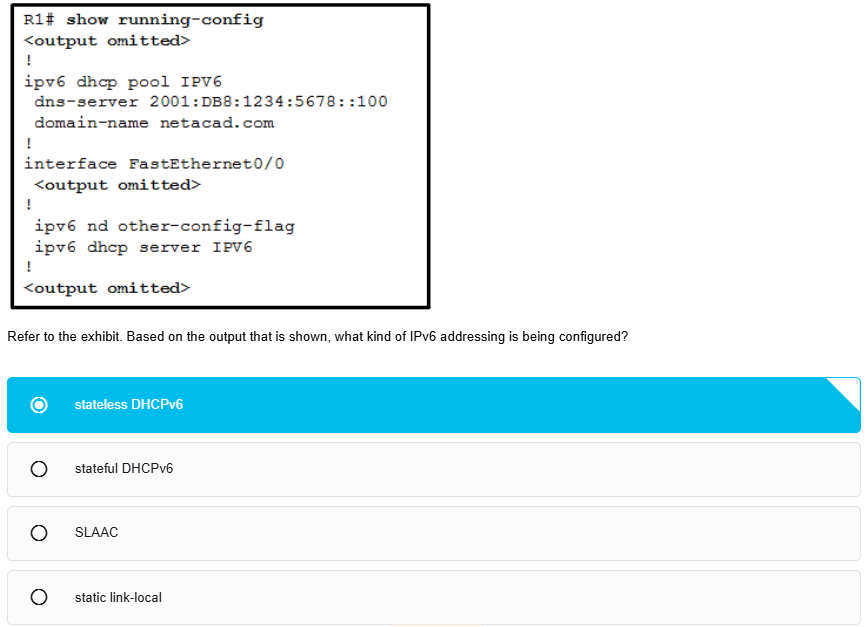 R1# show running-config
<output omitted>
!
ipv6 dhcp pool IPV6
dns-server 2001:DB8:1234:5678::100
domain-name netacad.com
!
interface FastEthernet0/0
<output omitted>
!
ipv6 nd other-config-flag
ipv6 dhcp server IPV6
!
<output omitted>
Refer to the exhibit. Based on the output that is shown, what kind of IPv6 addressing is being configured?
stateless DHCPv6
stateful DHCPv6
SLAAC
static link-local